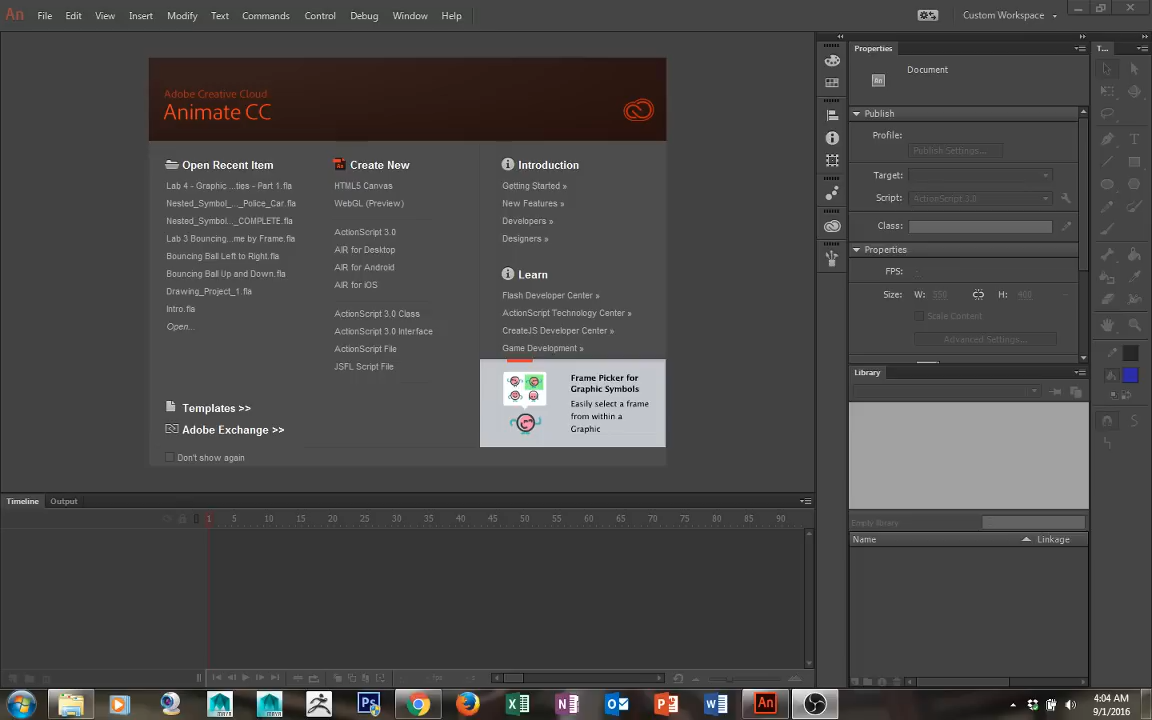 An File Edit View Insert Modify Text Commands Control Debug Window Help Custom Workspace
Adobe Creative Cloud
Animate CC
Open Recent Item
Lab 4 - Graphic ...ties - Part 1.fla
Nested_Symbol_..._Police_Car.fla
Nested_Symbol..._COMPLETE.fla
Lab 3 Bouncing...me by Frame.fla
Bouncing Ball Left to Right.fla
Bouncing Ball Up and Down.fla
Drawing_Project_1.fla
Intro.fla
Open...
Templates >>
Adobe Exchange >>
Don't show again
Create New
HTML5 Canvas
WebGL (Preview)
ActionScript 3.0
AIR for Desktop
AIR for Android
AIR for iOS
ActionScript 3.0 Class
ActionScript 3.0 Interface
ActionScript File
JSFL Script File
Introduction
Getting Started »
New Features »
Developers »
Designers »
Learn
Flash Developer Center »
ActionScript Technology Center »
CreateJS Developer Center »
Game Development »
Frame Picker for
Graphic Symbols
Easily select a frame
from within a
Graphic
Properties
Document
Publish
Profile:
Publish Settings...
Target:
Script: ActionScript 3.0
Class:
Properties
FPS:
Size: W: 550 H: 400
Scale Content
Advanced Settings...
Library
Empty library
Name Linkage
T...
Timeline Output
1 5 10 15 20 25 30 35 40 45 50 55 60 65 70 75 80 85 90
4:04 AM
9/1/2016